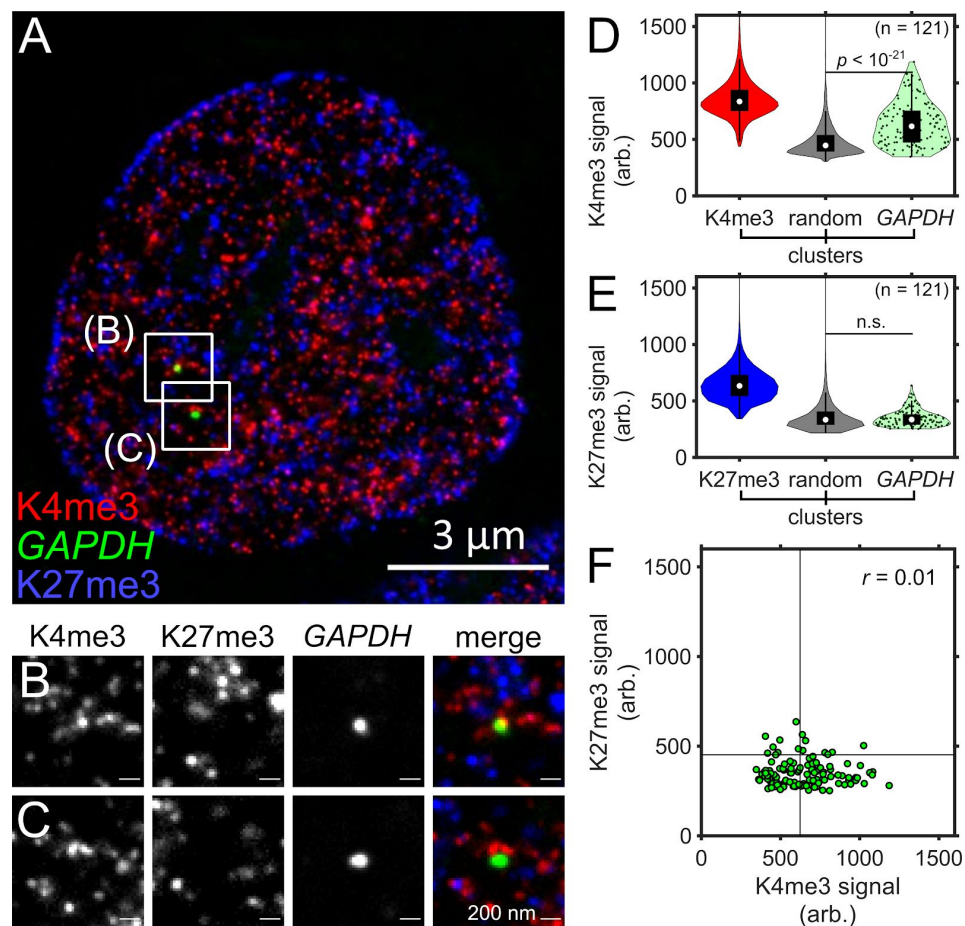 A
(B)
(C)
K4me3
GAPDH
K27me3
3 μm
K4me3 K27me3 GAPDH merge
B
C
200 nm
D
(n = 121)
p < 10⁻²¹
1500
1000
500
0
K4me3 signal
(arb.)
K4me3 random GAPDH
clusters
E
(n = 121)
n.s.
1500
1000
500
0
K27me3 signal
(arb.)
K27me3 random GAPDH
clusters
F
r = 0.01
1500
1000
500
0
K27me3 signal
(arb.)
0 500 1000 1500
K4me3 signal
(arb.)